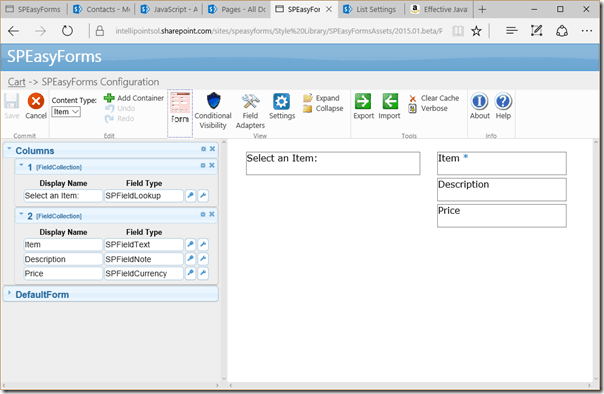 SPEasyForms
Contacts - M
JavaScript - A
Pages - All Do
SPEasyFor
List Settings
Effective Java
intellipointsol.sharepoint.com/sites/speasyforms/Style%20Library/SPEasyFormsAssets/2015.01.beta/F
SPEasyForms
Cart -> SPEasyForms Configuration
Save
Cancel
Content Type:
Item
Add Container
Undo
Redo
Form
Conditional Visibility
Field Adapters
Settings
Expand
Collapse
Export
Import
Clear Cache
Verbose
About
Help
Commit
Edit
View
Tools
Info
Columns
1 [FieldCollection]
Display Name Field Type
Select an Item: SPFieldLookup
2 [FieldCollection]
Display Name Field Type
Item SPFieldText
Description SPFieldNote
Price SPFieldCurrency
DefaultForm
Select an Item:
Item *
Description
Price